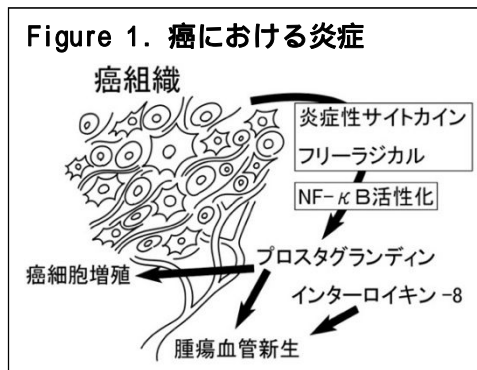 Figure 1. 癌における炎症
癌組織
炎症性サイトカイン
フリーラジカル
NF-κB活性化
プロスタグランディン
癌細胞増殖
インターロイキン-8
腫瘍血管新生